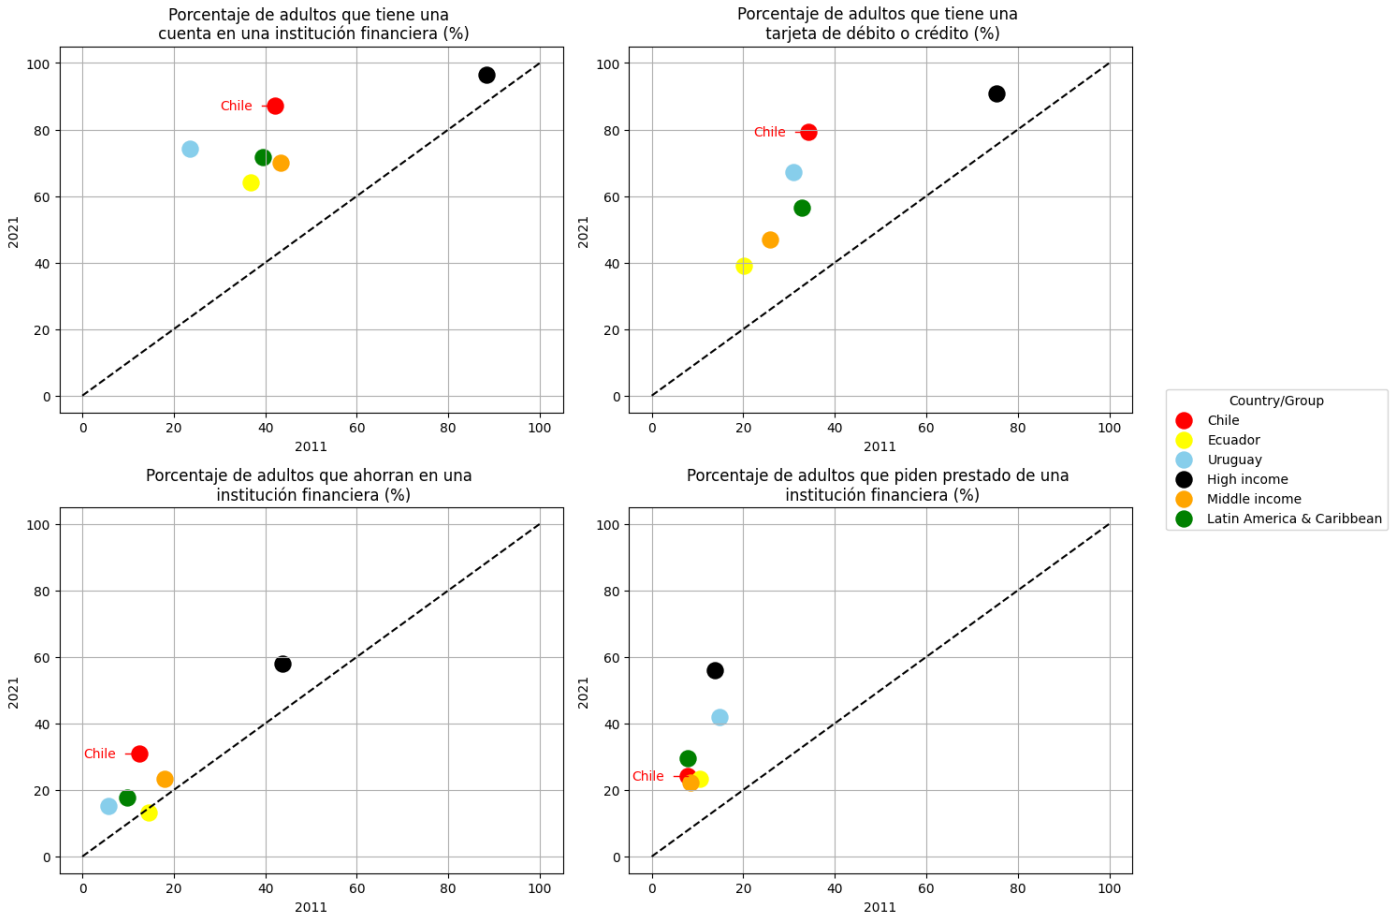 Porcentaje de adultos que tiene una
cuenta en una institución financiera (%)
100
80
60
40
20
0
2021
Chile
0 20 40 60 80 100
2011
Porcentaje de adultos que tiene una
tarjeta de débito o crédito (%)
100
80
60
40
20
0
2021
Chile
0 20 40 60 80 100
2011
Porcentaje de adultos que ahorran en una
institución financiera (%)
100
80
60
40
20
0
2021
Chile
0 20 40 60 80 100
2011
Porcentaje de adultos que piden prestado de una
institución financiera (%)
100
80
60
40
20
0
2021
Chile
0 20 40 60 80 100
2011
Country/Group
Chile
Ecuador
Uruguay
High income
Middle income
Latin America & Caribbean